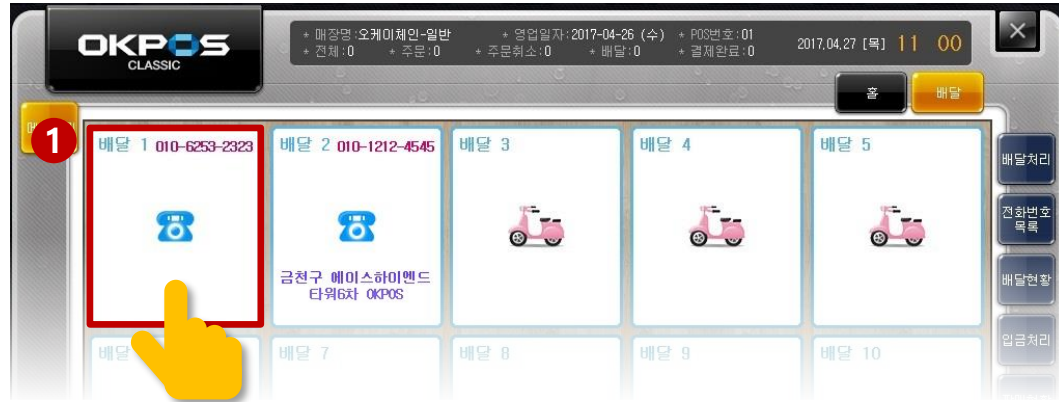 OKPOS
CLASSIC
* 매장명:오케이체인-일반 * 영업일자:2017-04-26 (수) * POS번호:01
* 전체:0 * 주문:0 * 주문취소:0 * 배달:0 * 결제완료:0
2017.04.27 [목] 11 00
홀
배달
1
배달 1 010-6253-2323
배달 2 010-1212-4545
금천구 에이스하이엔드
타워6차 OKPOS
배달 3
배달 4
배달 5
배달처리
전화번호
목록
배달현황
입금처리
배달
배달 7
배달 8
배달 9
배달 10